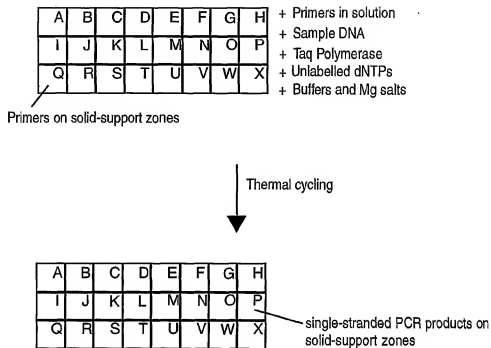 A B C D E F G H
+ Primers in solution
I J K L M N O P
+ Sample DNA
+ Taq Polymerase
Q R S T U V W X
+ Unlabelled dNTPs
+ Buffers and Mg salts
Primers on solid-support zones
Thermal cycling
A B C D E F G H
I J K L M N O P
Q R S T U V W X
single-stranded PCR products on
solid-support zones